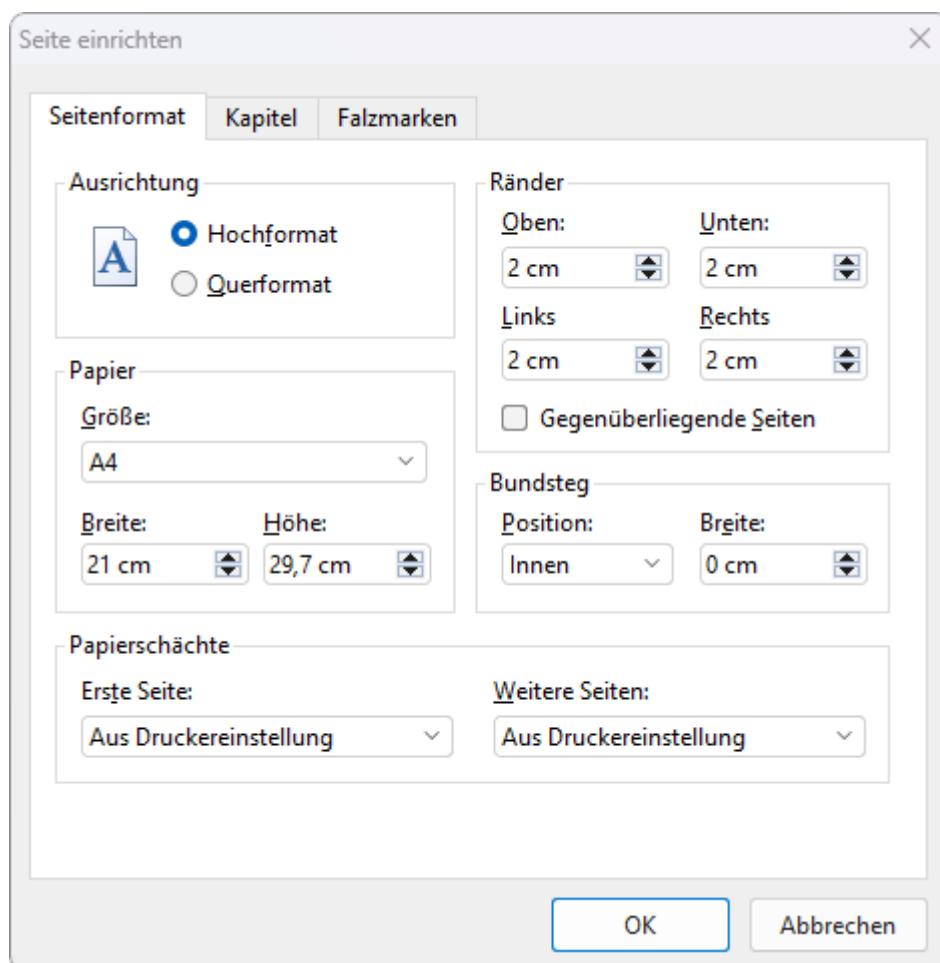 Seite einrichten
Seitenformat Kapitel Falzmarken
Ausrichtung
A
Hochformat
Querformat
Papier
Größe:
A4
Breite: Höhe:
21 cm 29,7 cm
Ränder
Oben: Unten:
2 cm 2 cm
Links Rechts
2 cm 2 cm
Gegenüberliegende Seiten
Bundsteg
Position: Breite:
Innen 0 cm
Papierschächte
Erste Seite: Weitere Seiten:
Aus Druckereinstellung Aus Druckereinstellung
OK Abbrechen